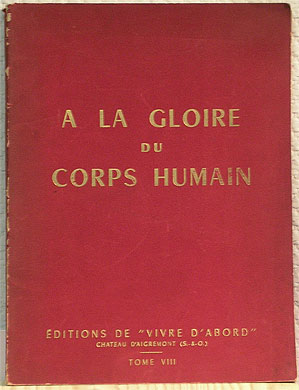 A LA GLOIRE
DU
CORPS HUMAIN
ÉDITIONS DE "VIVRE D'ABORD"
CHATEAU D'AIGREMONT (S.-&-O.)
TOME VIII